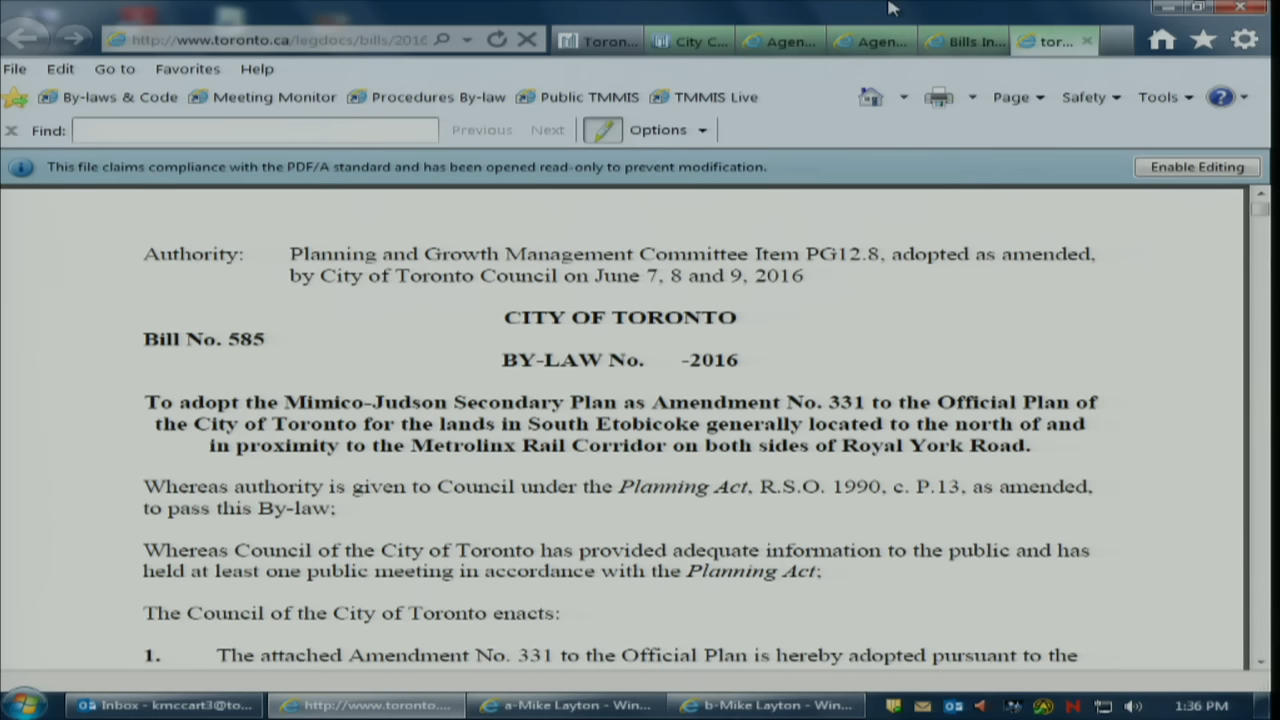 http://www.toronto.ca/legdocs/bills/2016
Toron...
City C...
Agen...
Agen...
Bills In...
tor...
File Edit Go to Favorites Help
By-laws & Code Meeting Monitor Procedures By-law Public TMMIS TMMIS Live Page Safety Tools
Find: Previous Next Options
This file claims compliance with the PDF/A standard and has been opened read-only to prevent modification. Enable Editing
Authority: Planning and Growth Management Committee Item PG12.8, adopted as amended,
by City of Toronto Council on June 7, 8 and 9, 2016
CITY OF TORONTO
Bill No. 585
BY-LAW No. -2016
To adopt the Mimico-Judson Secondary Plan as Amendment No. 331 to the Official Plan of
the City of Toronto for the lands in South Etobicoke generally located to the north of and
in proximity to the Metrolinx Rail Corridor on both sides of Royal York Road.
Whereas authority is given to Council under the Planning Act, R.S.O. 1990, c. P.13, as amended,
to pass this By-law;
Whereas Council of the City of Toronto has provided adequate information to the public and has
held at least one public meeting in accordance with the Planning Act;
The Council of the City of Toronto enacts:
1. The attached Amendment No. 331 to the Official Plan is hereby adopted pursuant to the
Inbox - kmccart3@to... http://www.toronto.... a-Mike Layton - Win... b-Mike Layton - Win... 1:36 PM